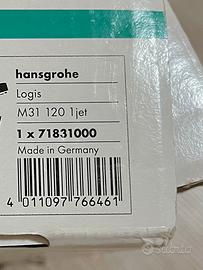 hansgrohe
Logis
M31 120 1jet
1 x 71831000
Made in Germany
4 011097 766461